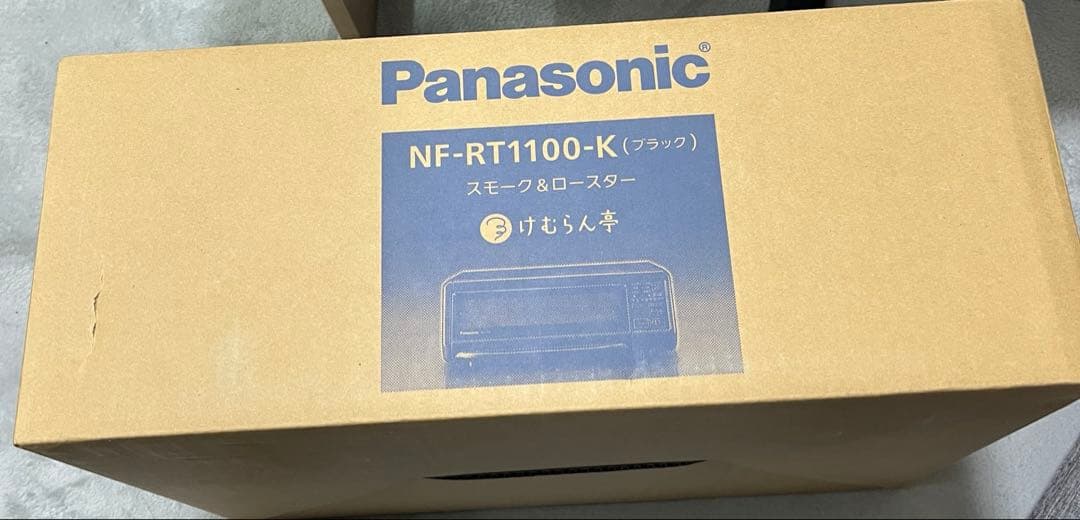 Panasonic®
NF-RT1100-K（ブラック）
スモーク&ロースター
けむらん亭
Panasonic